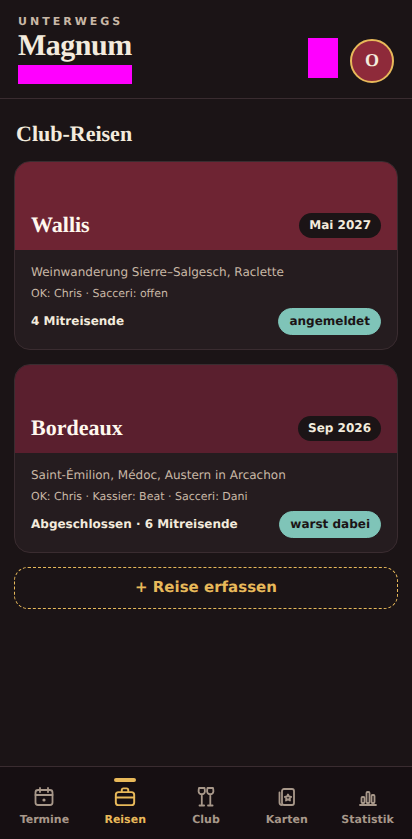 UNTERWEGS
Magnum
O
Club-Reisen
Wallis
Mai 2027
Weinwanderung Sierre–Salgesch, Raclette
OK: Chris · Sacceri: offen
4 Mitreisende
angemeldet
Bordeaux
Sep 2026
Saint-Émilion, Médoc, Austern in Arcachon
OK: Chris · Kassier: Beat · Sacceri: Dani
Abgeschlossen · 6 Mitreisende
warst dabei
+ Reise erfassen
Termine
Reisen
Club
Karten
Statistik